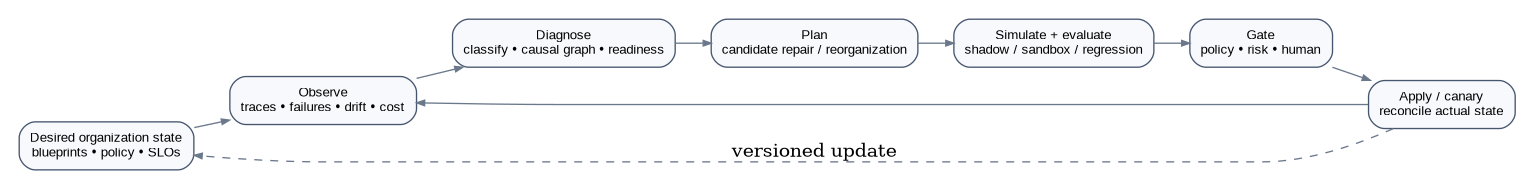 Desired organization state
blueprints • policy • SLOs
Observe
traces • failures • drift • cost
Diagnose
classify • causal graph • readiness
Plan
candidate repair / reorganization
Simulate + evaluate
shadow / sandbox / regression
Gate
policy • risk • human
Apply / canary
reconcile actual state
versioned update